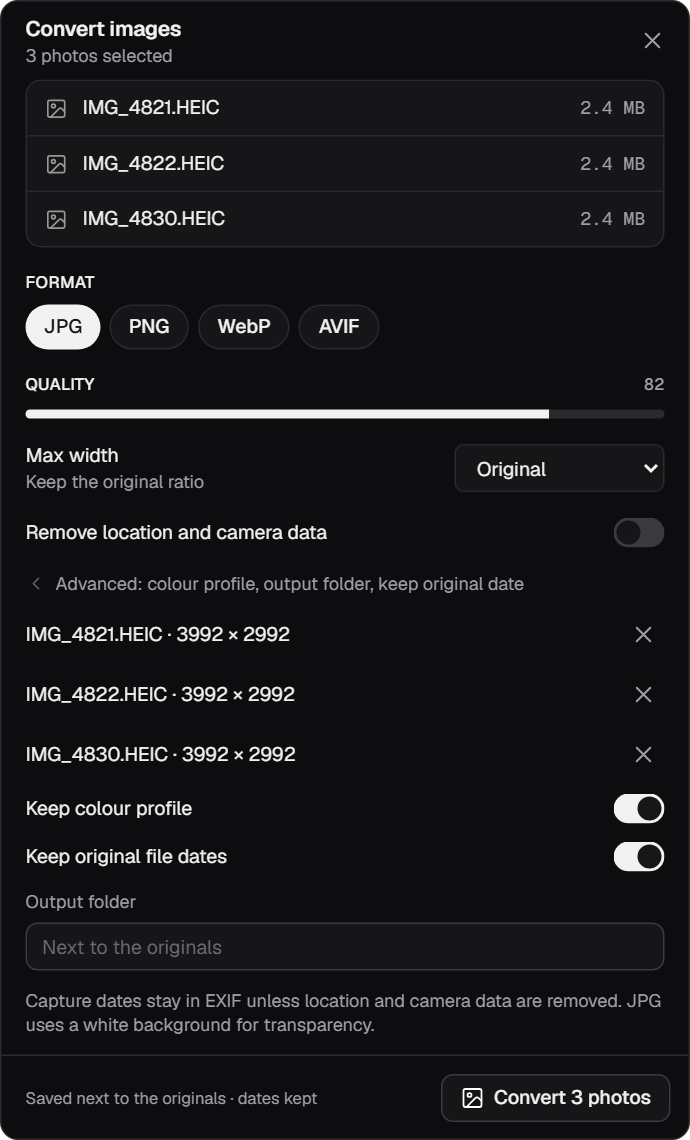 Convert images
3 photos selected
IMG_4821.HEIC 2.4 MB
IMG_4822.HEIC 2.4 MB
IMG_4830.HEIC 2.4 MB
FORMAT
JPG PNG WebP AVIF
QUALITY 82
Max width
Keep the original ratio
Original
Remove location and camera data
Advanced: colour profile, output folder, keep original date
IMG_4821.HEIC · 3992 × 2992
IMG_4822.HEIC · 3992 × 2992
IMG_4830.HEIC · 3992 × 2992
Keep colour profile
Keep original file dates
Output folder
Next to the originals
Capture dates stay in EXIF unless location and camera data are removed. JPG
uses a white background for transparency.
Saved next to the originals · dates kept
Convert 3 photos